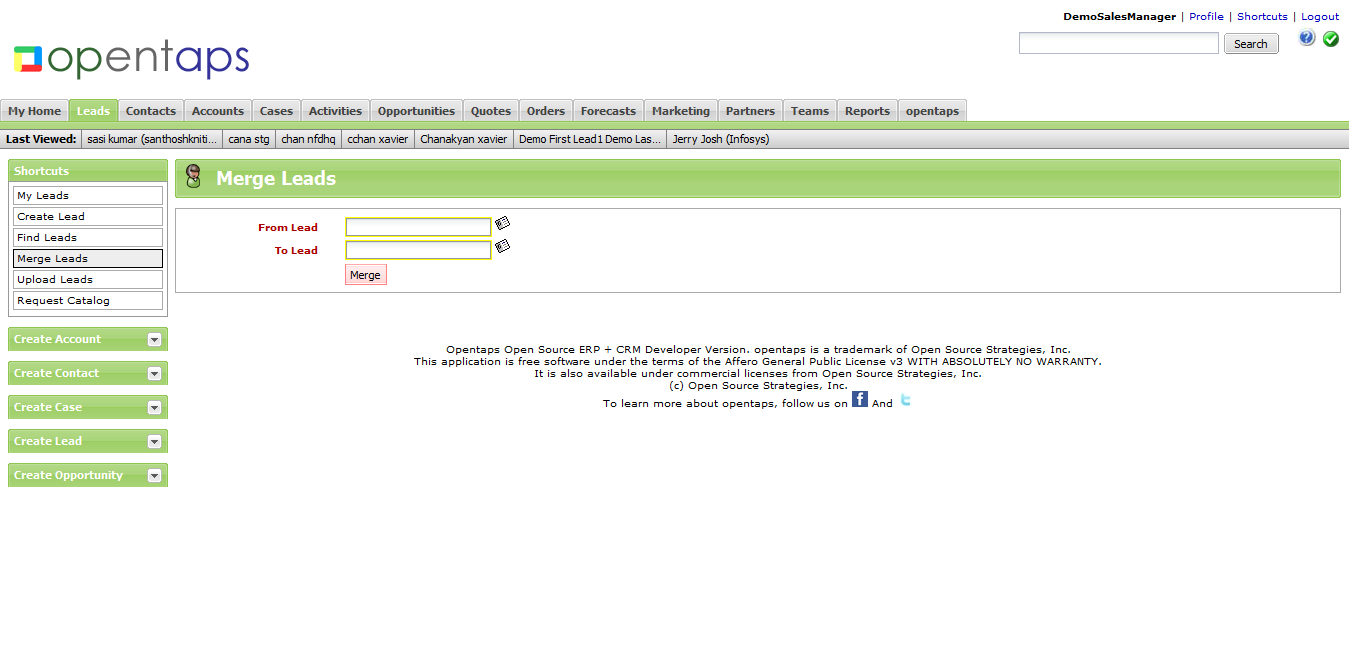 DemoSalesManager | Profile | Shortcuts | Logout
opentaps
Search
My Home Leads Contacts Accounts Cases Activities Opportunities Quotes Orders Forecasts Marketing Partners Teams Reports opentaps
Last Viewed: sasi kumar (santhoshkniti... cana stg chan nfdhq cchan xavier Chanakyan xavier Demo First Lead1 Demo Las... Jerry Josh (Infosys)
Shortcuts
My Leads
Create Lead
Find Leads
Merge Leads
Upload Leads
Request Catalog
Create Account
Create Contact
Create Case
Create Lead
Create Opportunity
Merge Leads
From Lead
To Lead
Merge
Opentaps Open Source ERP + CRM Developer Version. opentaps is a trademark of Open Source Strategies, Inc.
This application is free software under the terms of the Affero General Public License v3 WITH ABSOLUTELY NO WARRANTY.
It is also available under commercial licenses from Open Source Strategies, Inc.
(c) Open Source Strategies, Inc.
To learn more about opentaps, follow us on f And t